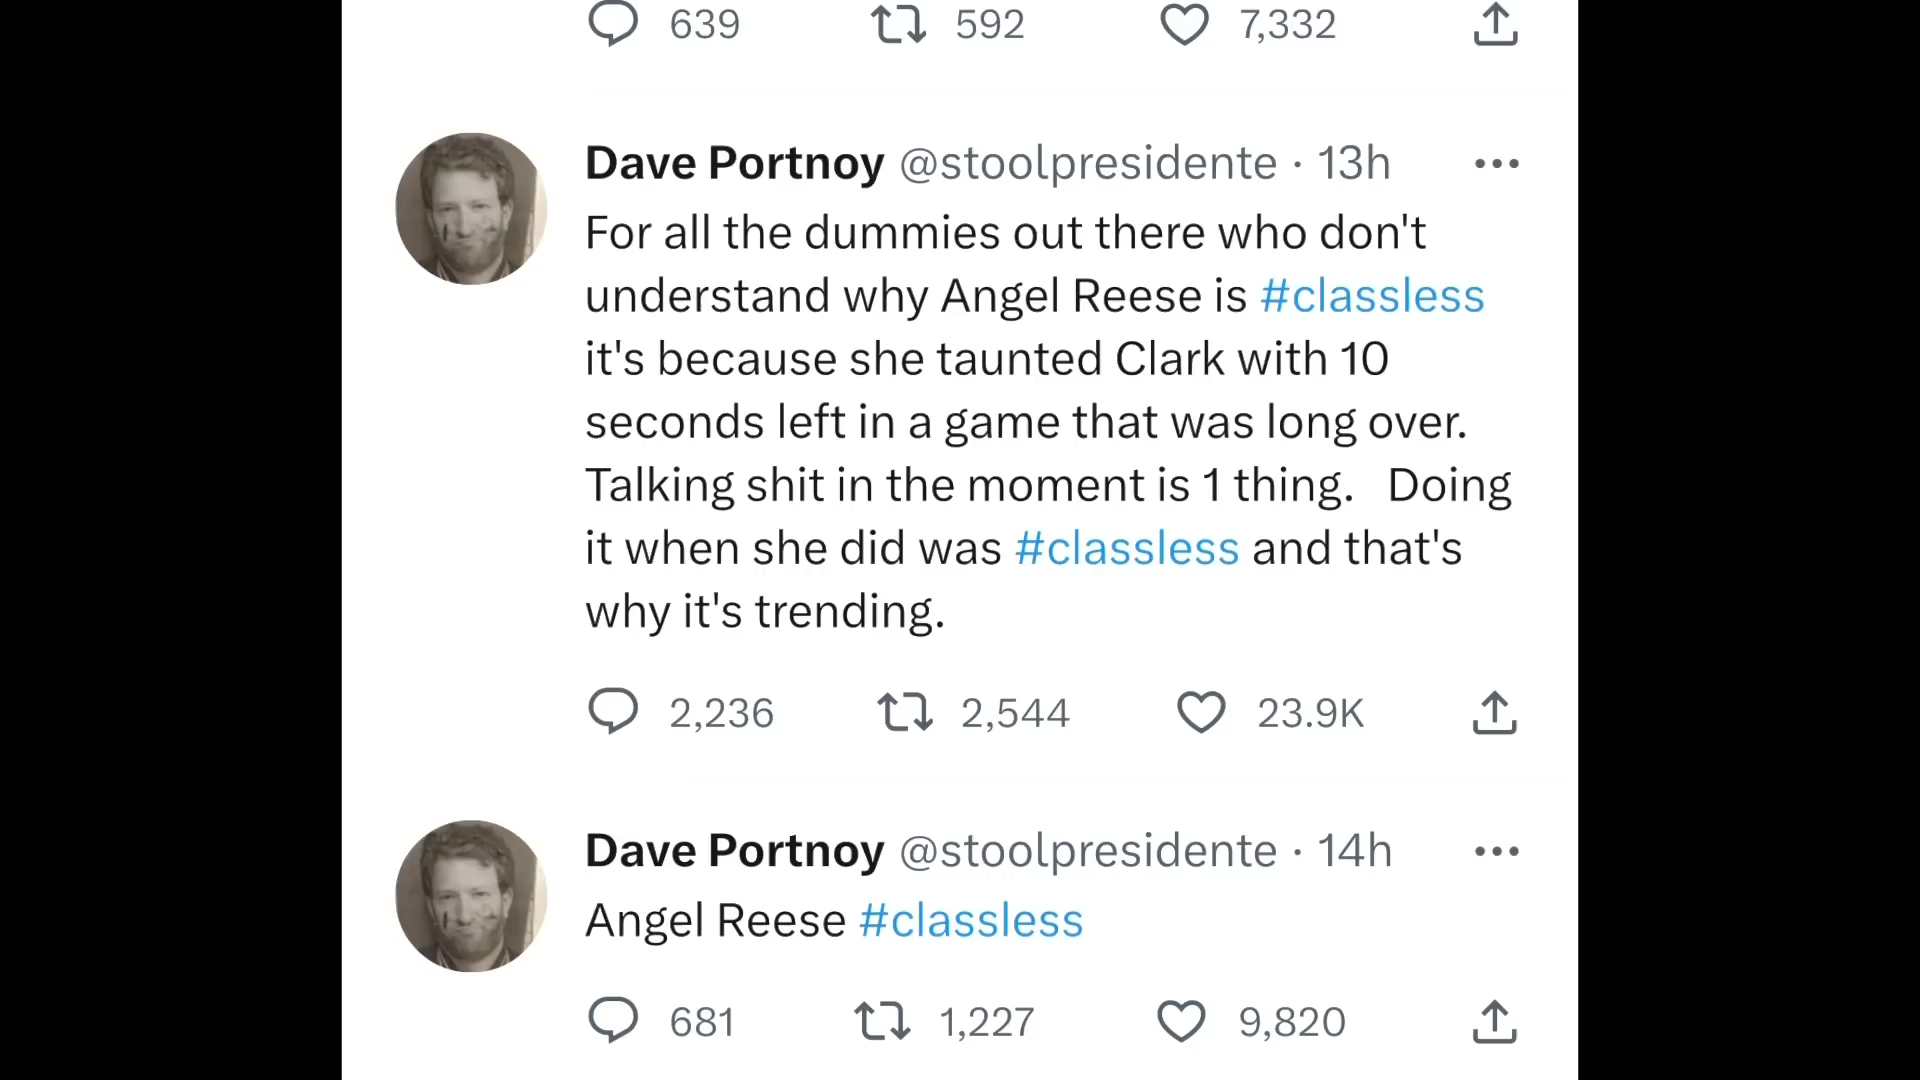 639 592 7,332
Dave Portnoy @stoolpresidente · 13h
For all the dummies out there who don't
understand why Angel Reese is #classless
it's because she taunted Clark with 10
seconds left in a game that was long over.
Talking shit in the moment is 1 thing.   Doing
it when she did was #classless and that's
why it's trending.
2,236 2,544 23.9K
Dave Portnoy @stoolpresidente · 14h
Angel Reese #classless
681 1,227 9,820